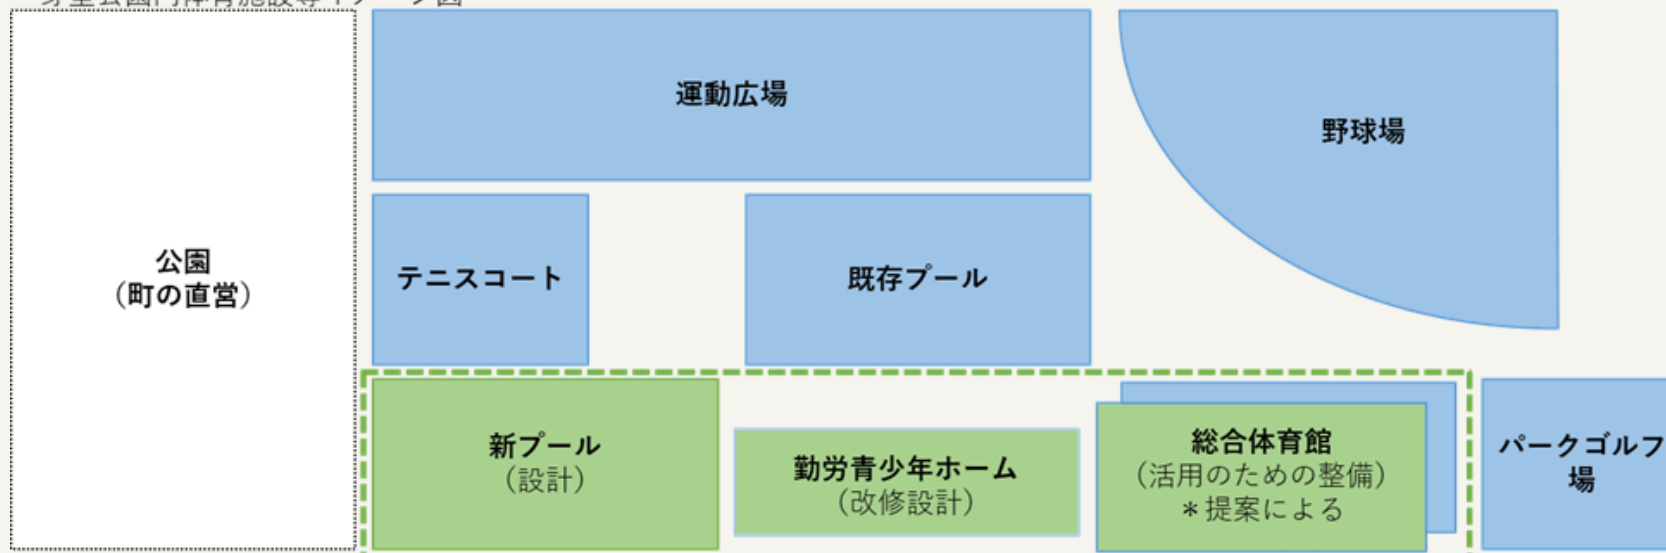 運動広場
野球場
公園
（町の直営）
テニスコート
既存プール
新プール
（設計）
勤労青少年ホーム
（改修設計）
総合体育館
（活用のための整備）
＊提案による
パークゴルフ
場